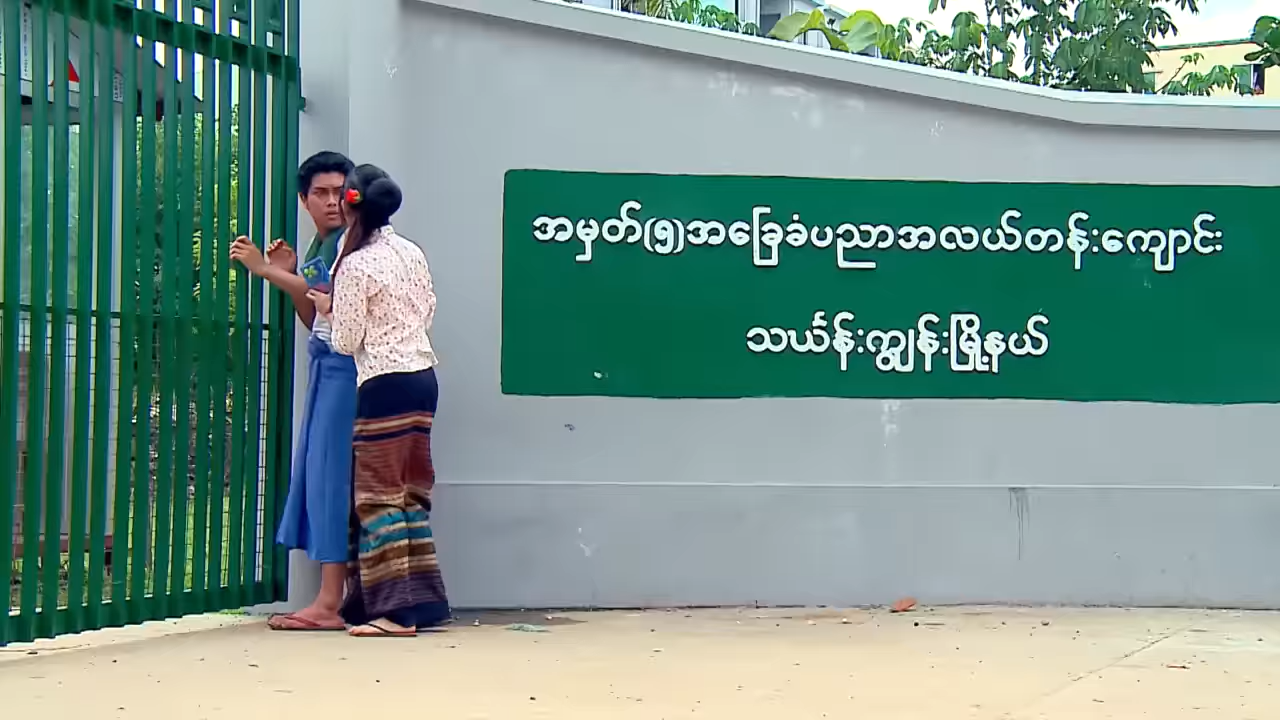 အမှတ်(၅)အခြေခံပညာအလယ်တန်းကျောင်း
သင်္ဃန်းကျွန်းမြို့နယ်